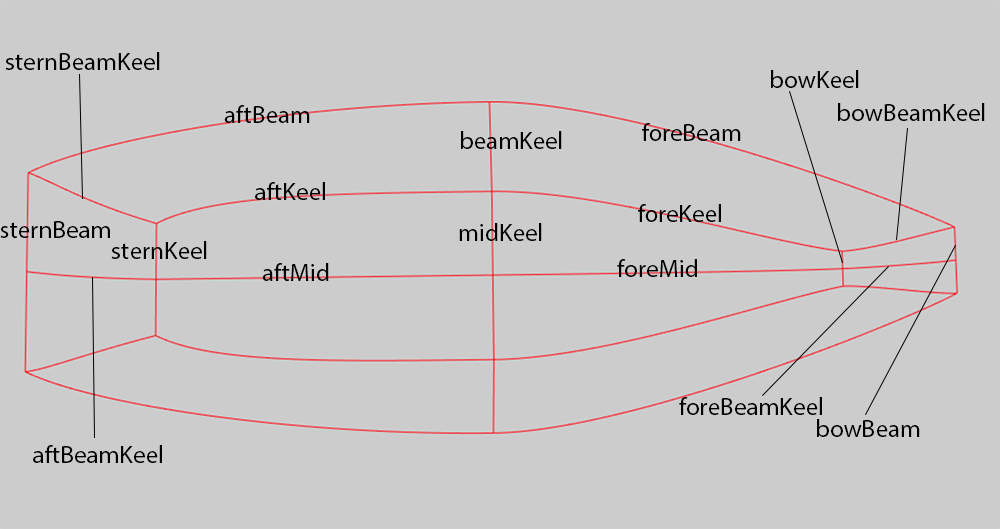 sternBeamKeel
bowKeel
aftBeam
bowBeamKeel
beamKeel
foreBeam
aftKeel
foreKeel
sternBeam
midKeel
sternKeel
aftMid
foreMid
foreBeamKeel
bowBeam
aftBeamKeel